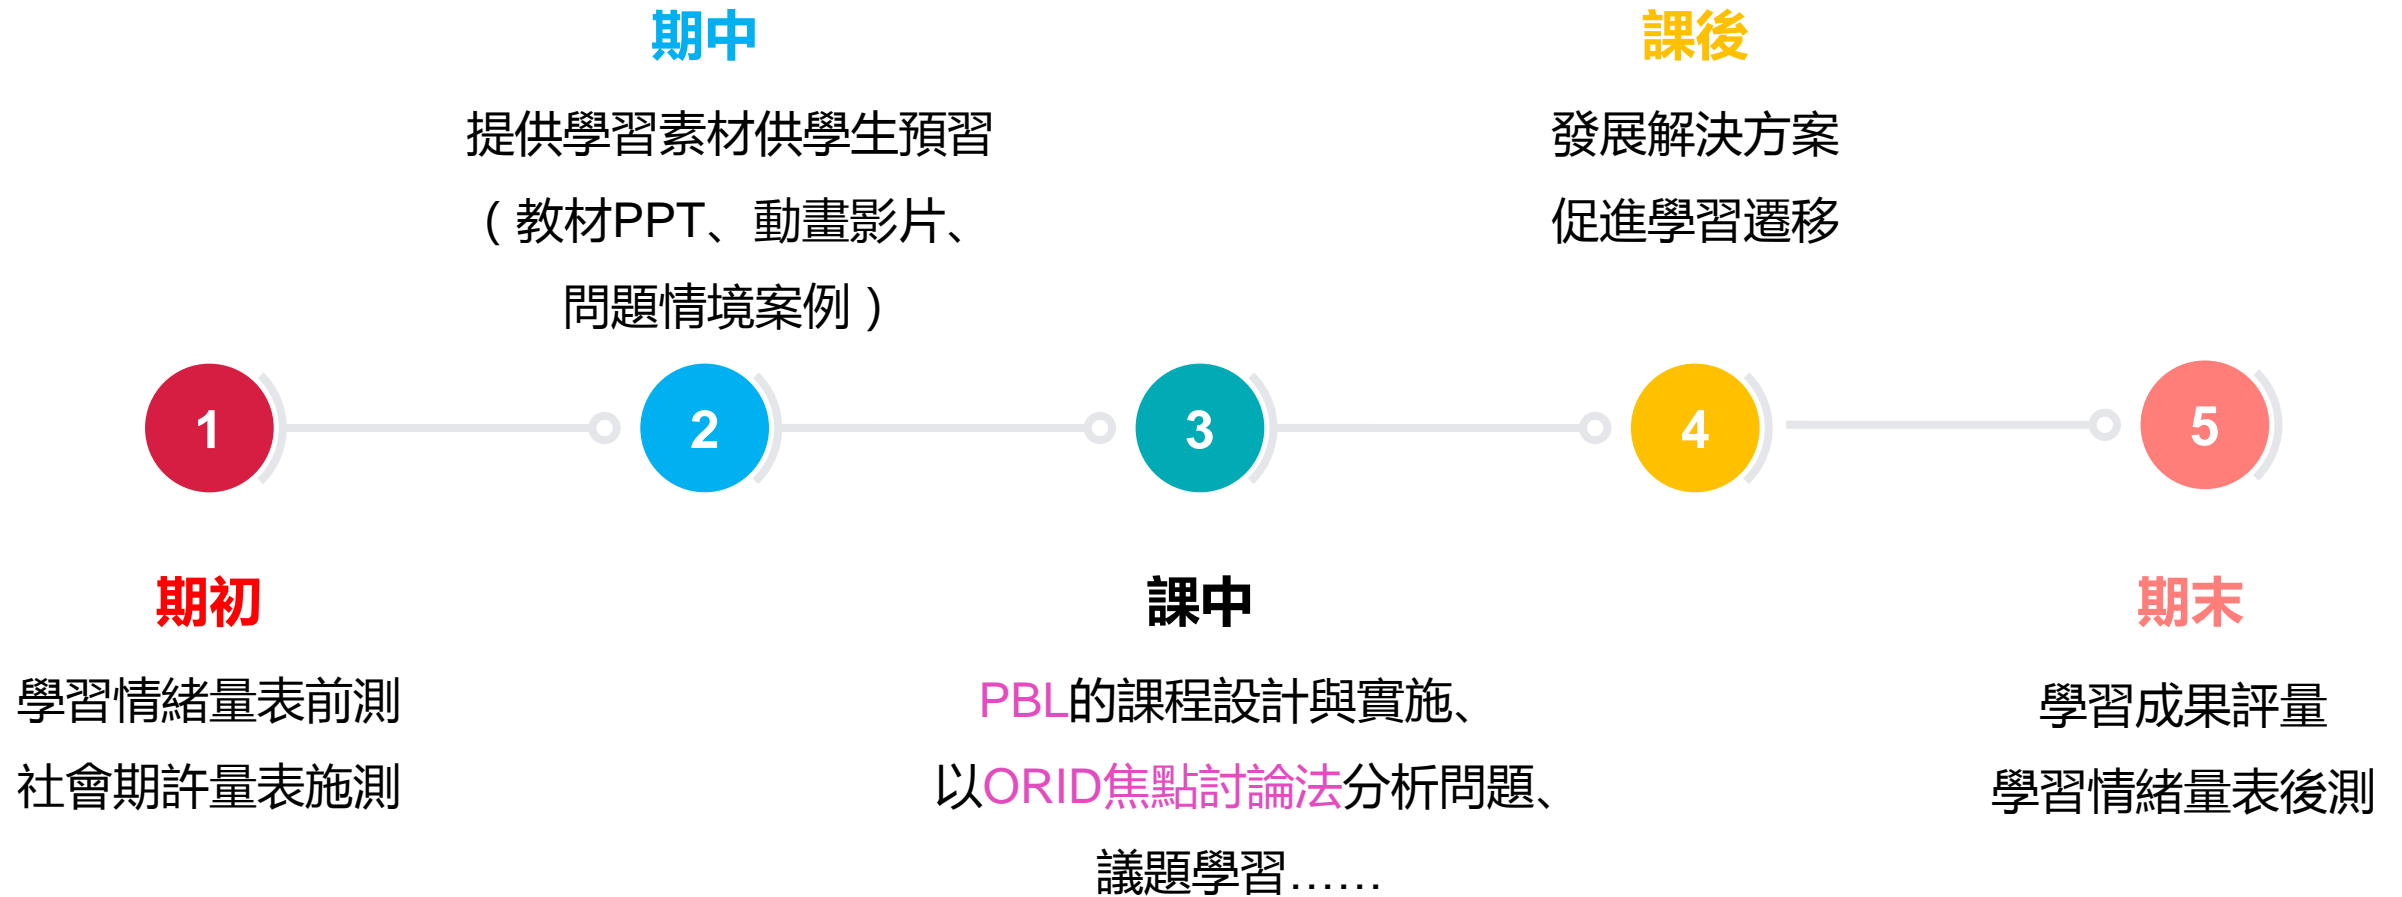 期中
提供學習素材供學生預習
（教材PPT、動畫影片、
問題情境案例）
課後
發展解決方案
促進學習遷移
1
2
3
4
5
期初
學習情緒量表前測
社會期許量表施測
課中
PBL的課程設計與實施、
以ORID焦點討論法分析問題、
議題學習……
期末
學習成果評量
學習情緒量表後測